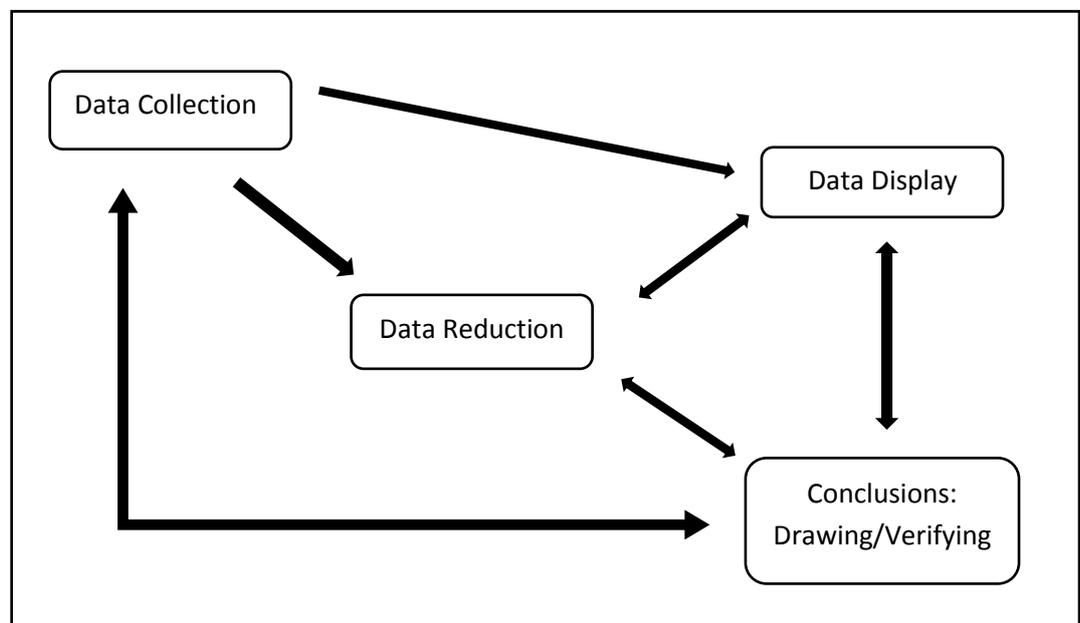 Data Collection
Data Display
Data Reduction
Conclusions:
Drawing/Verifying